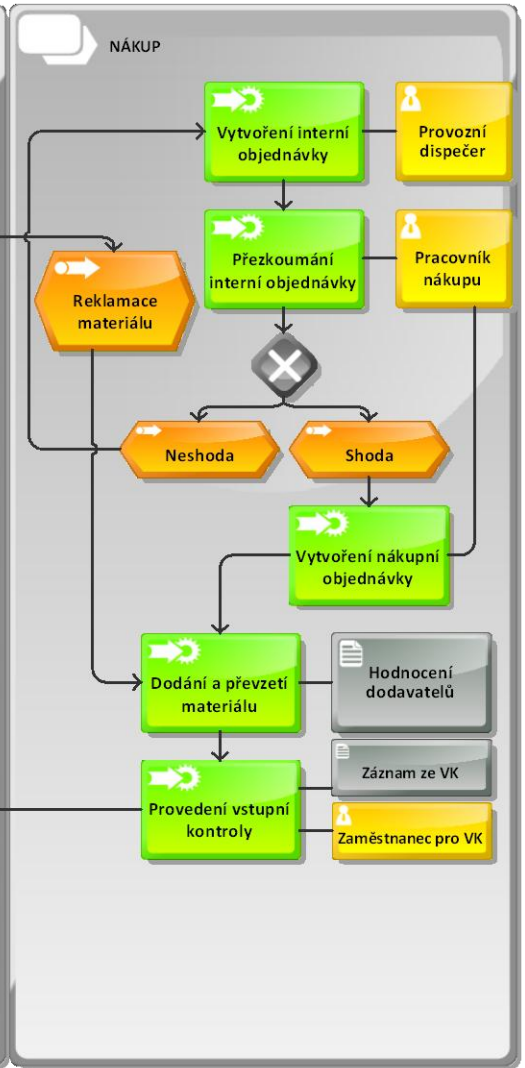 NÁKUP
Vytvoření interní
objednávky
Provozní
dispečer
Přezkoumání
interní objednávky
Pracovník
nákupu
Reklamace
materiálu
Neshoda
Shoda
Vytvoření nákupní
objednávky
Dodání a převzetí
materiálu
Hodnocení
dodavatelů
Záznam ze VK
Provedení vstupní
kontroly
Zaměstnanec pro VK